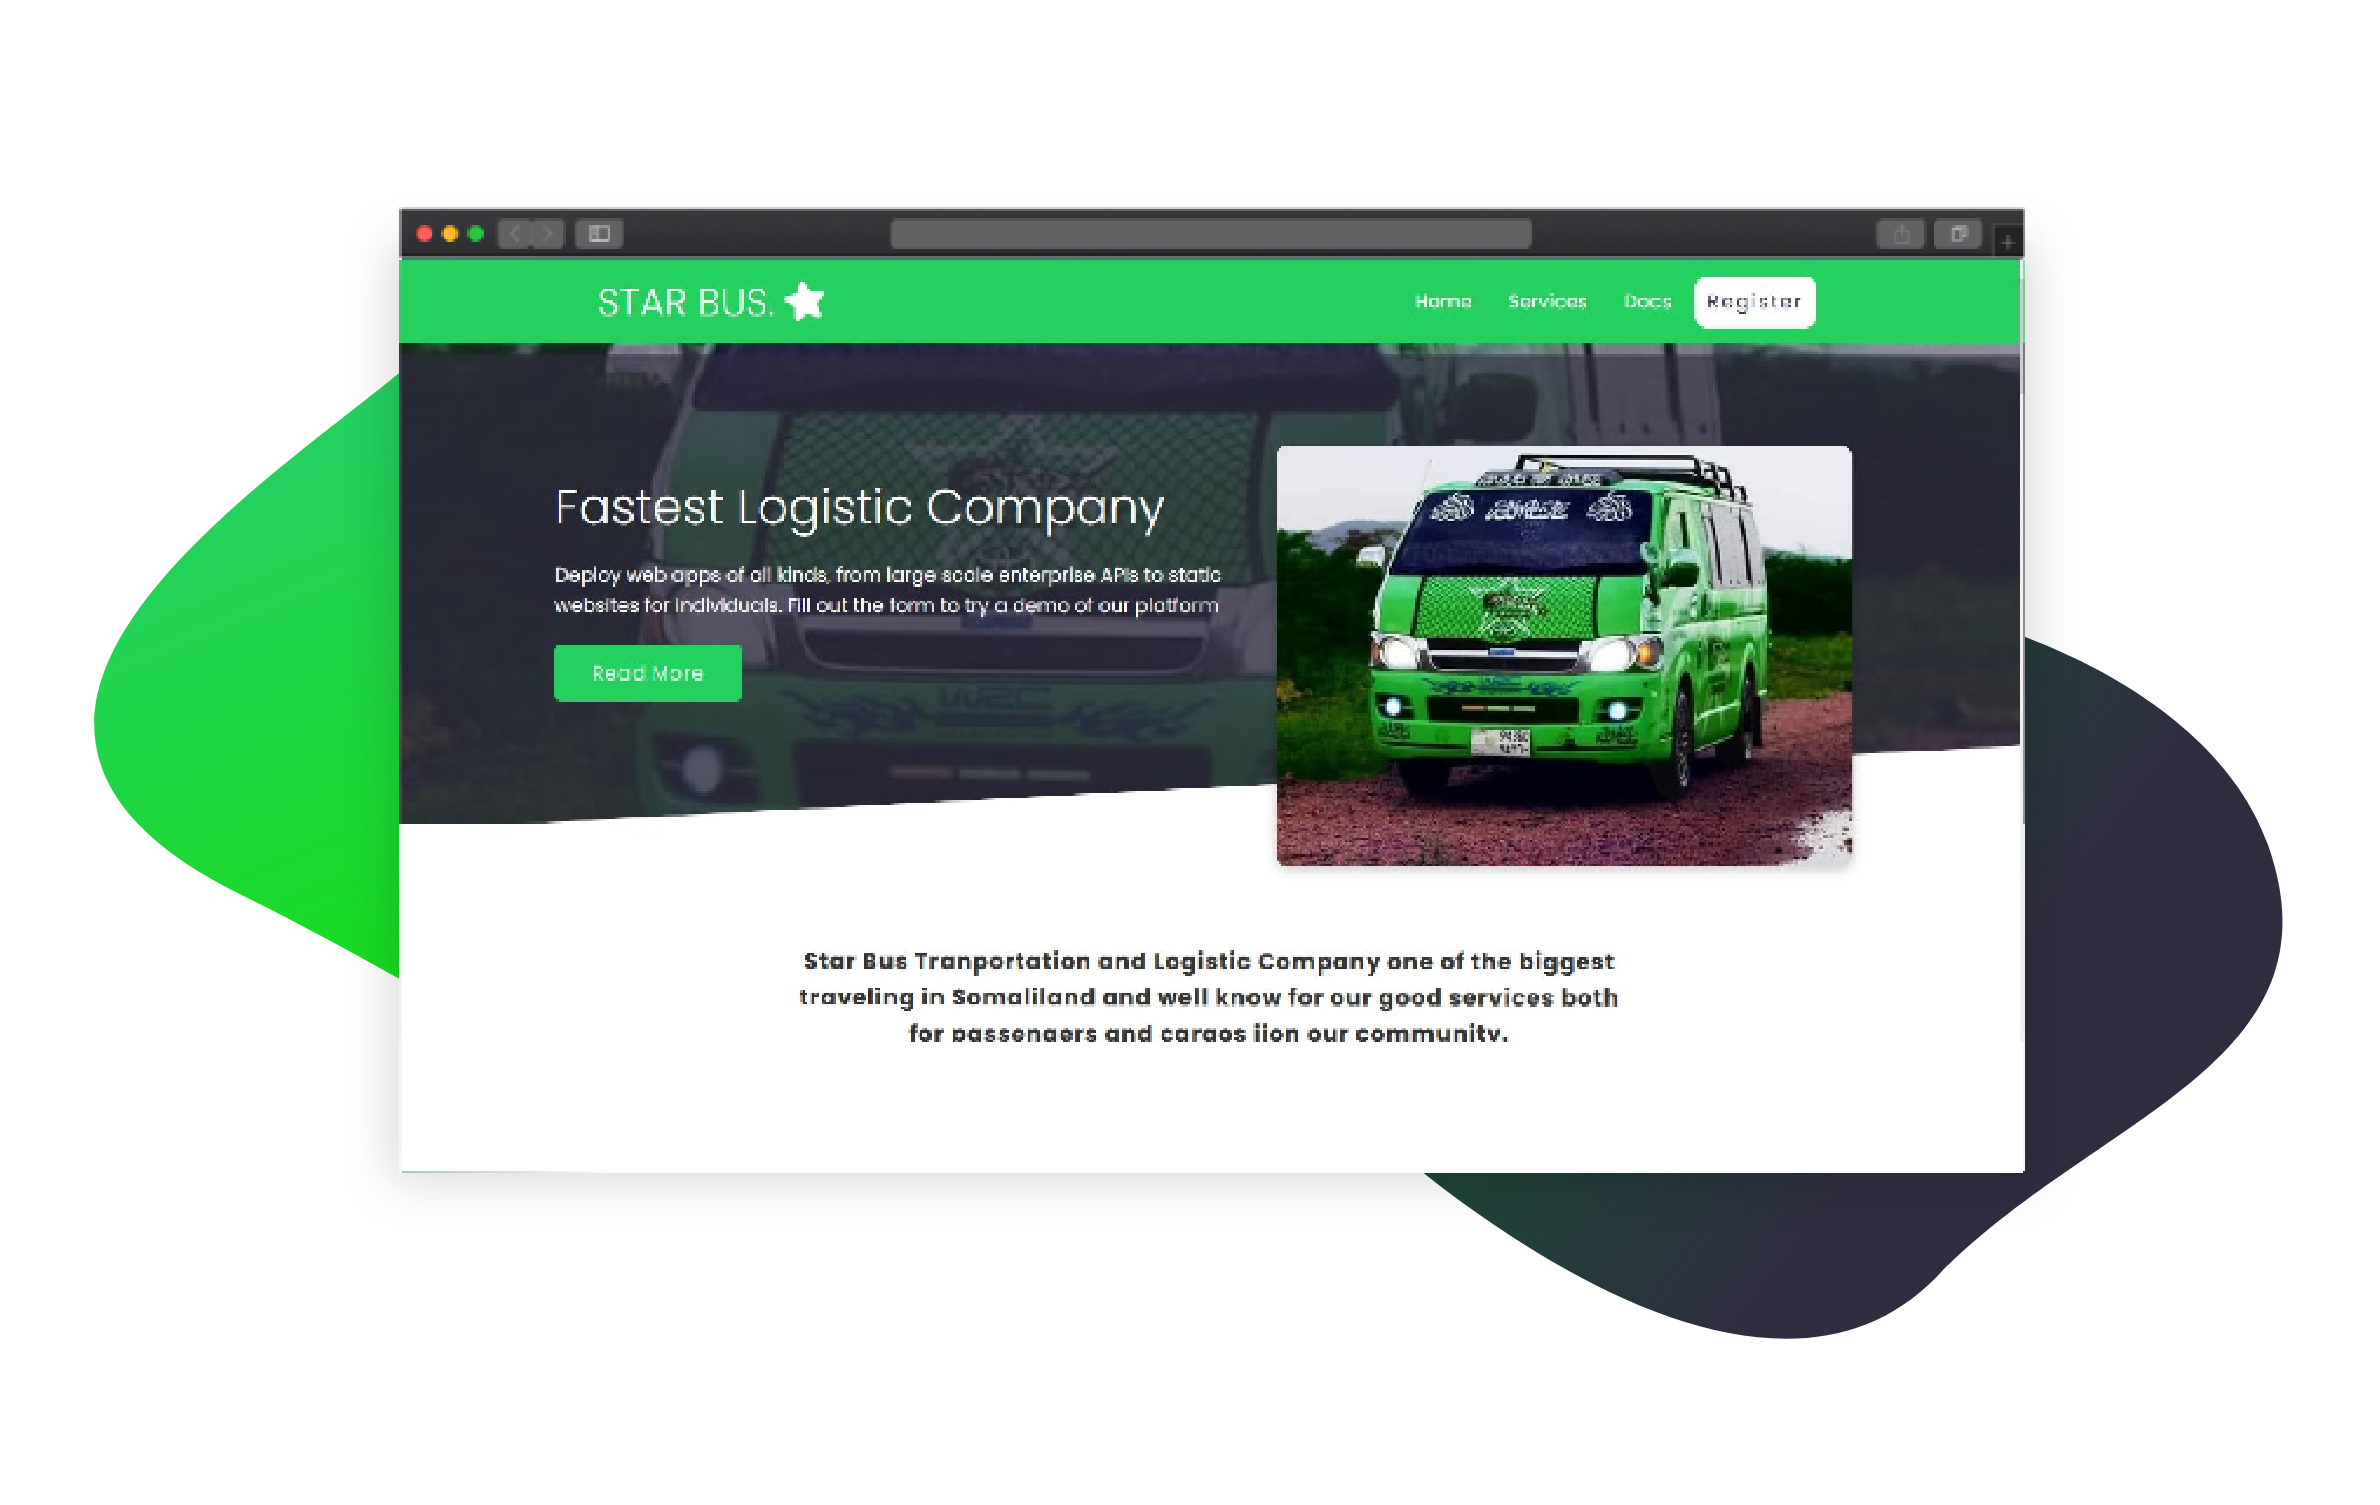 STAR BUS.
Home Services Docs Register
Fastest Logistic Company
Deploy web apps of all kinds, from large scale enterprise APIs to static
websites for individuals. Fill out the form to try a demo of our platform
Read More
WRC
Star Bus Tranportation and Logistic Company one of the biggest
traveling in Somaliland and well know for our good services both
for passengers and cargos iion our community.